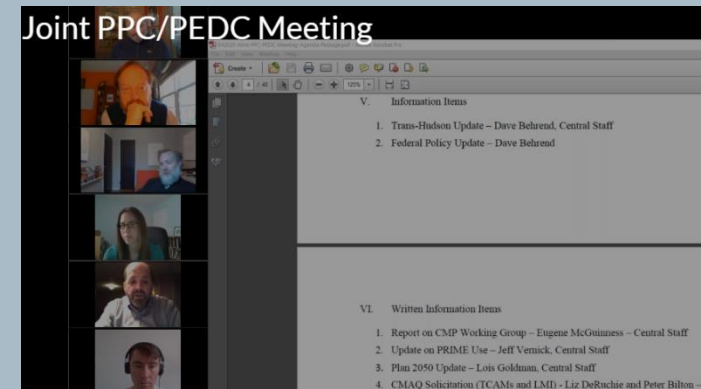 Joint PPC/PEDC Meeting
Create
4 / 48
125%
V. Information Items
1. Trans-Hudson Update – Dave Behrend, Central Staff
2. Federal Policy Update – Dave Behrend
VI. Written Information Items
1. Report on CMP Working Group – Eugene McGuinness – Central Staff
2. Update on PRIME Use – Jeff Vernick, Central Staff
3. Plan 2050 Update – Lois Goldman, Central Staff
4. CMAQ Solicitation (TCAMs and LMI) - Liz DeRuchie and Peter Bilton –